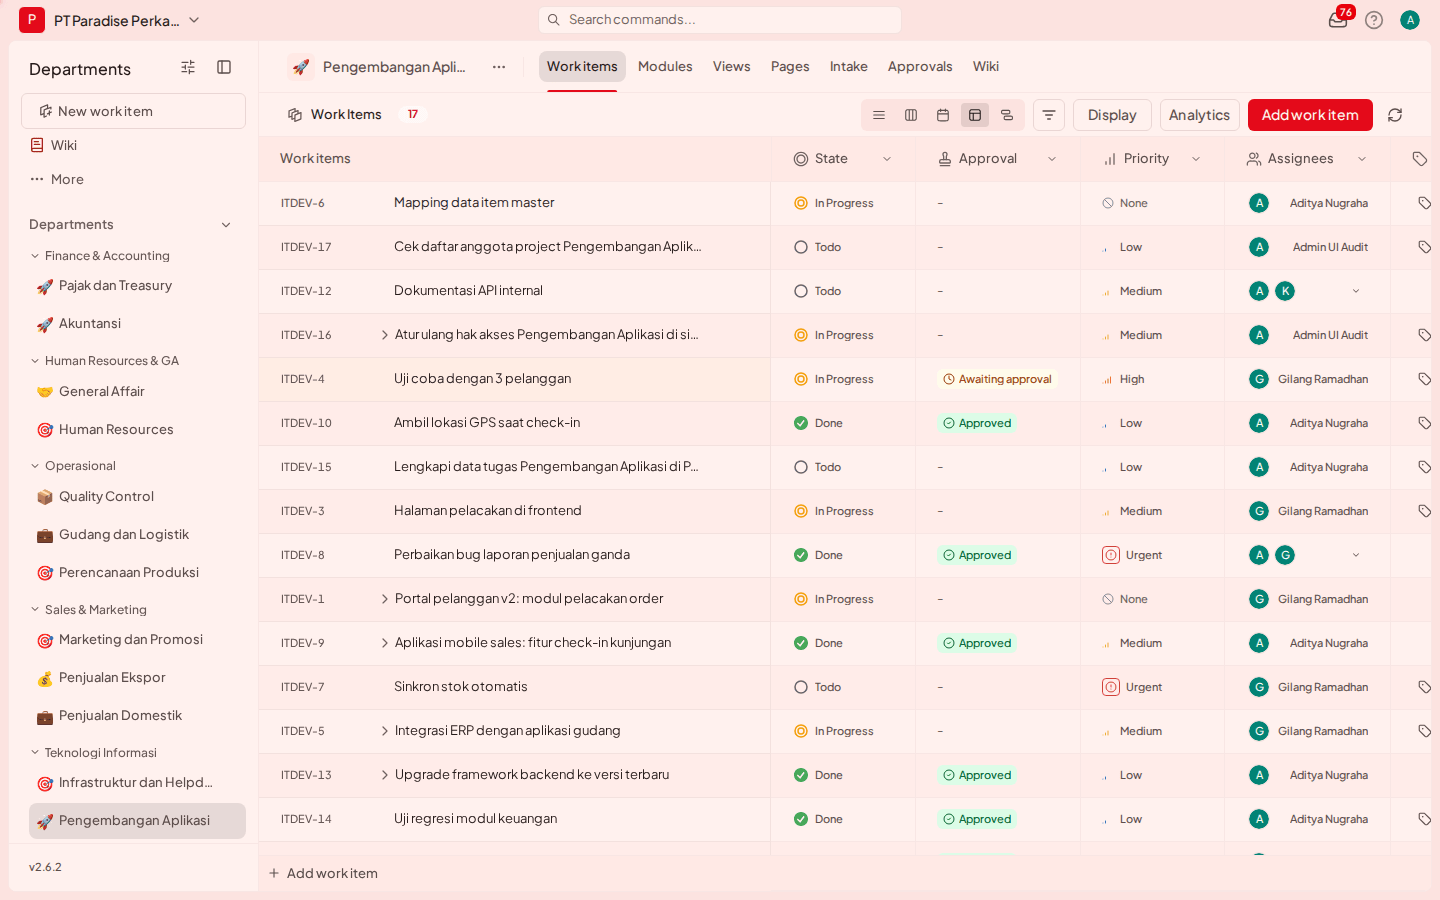 P PT Paradise Perka...
Search commands...
76
A
Departments
New work item
Wiki
More
Departments
Finance & Accounting
Pajak dan Treasury
Akuntansi
Human Resources & GA
General Affair
Human Resources
Operasional
Quality Control
Gudang dan Logistik
Perencanaan Produksi
Sales & Marketing
Marketing dan Promosi
Penjualan Ekspor
Penjualan Domestik
Teknologi Informasi
Infrastruktur dan Helpd...
Pengembangan Aplikasi
v2.6.2
Pengembangan Apli...
Work items Modules Views Pages Intake Approvals Wiki
Work Items 17
Display Analytics Add work item
Work items State Approval Priority Assignees
ITDEV-6 Mapping data item master In Progress - None A Aditya Nugraha
ITDEV-17 Cek daftar anggota project Pengembangan Aplik... Todo - Low A Admin UI Audit
ITDEV-12 Dokumentasi API internal Todo - Medium A K
ITDEV-16 Atur ulang hak akses Pengembangan Aplikasi di si... In Progress - Medium A Admin UI Audit
ITDEV-4 Uji coba dengan 3 pelanggan In Progress Awaiting approval High G Gilang Ramadhan
ITDEV-10 Ambil lokasi GPS saat check-in Done Approved Low A Aditya Nugraha
ITDEV-15 Lengkapi data tugas Pengembangan Aplikasi di P... Todo - Low A Aditya Nugraha
ITDEV-3 Halaman pelacakan di frontend In Progress - Medium G Gilang Ramadhan
ITDEV-8 Perbaikan bug laporan penjualan ganda Done Approved Urgent A G
ITDEV-1 Portal pelanggan v2: modul pelacakan order In Progress - None G Gilang Ramadhan
ITDEV-9 Aplikasi mobile sales: fitur check-in kunjungan Done Approved Medium A Aditya Nugraha
ITDEV-7 Sinkron stok otomatis Todo - Urgent G Gilang Ramadhan
ITDEV-5 Integrasi ERP dengan aplikasi gudang In Progress - Medium G Gilang Ramadhan
ITDEV-13 Upgrade framework backend ke versi terbaru Done Approved Low A Aditya Nugraha
ITDEV-14 Uji regresi modul keuangan Done Approved Low A Aditya Nugraha
Add work item